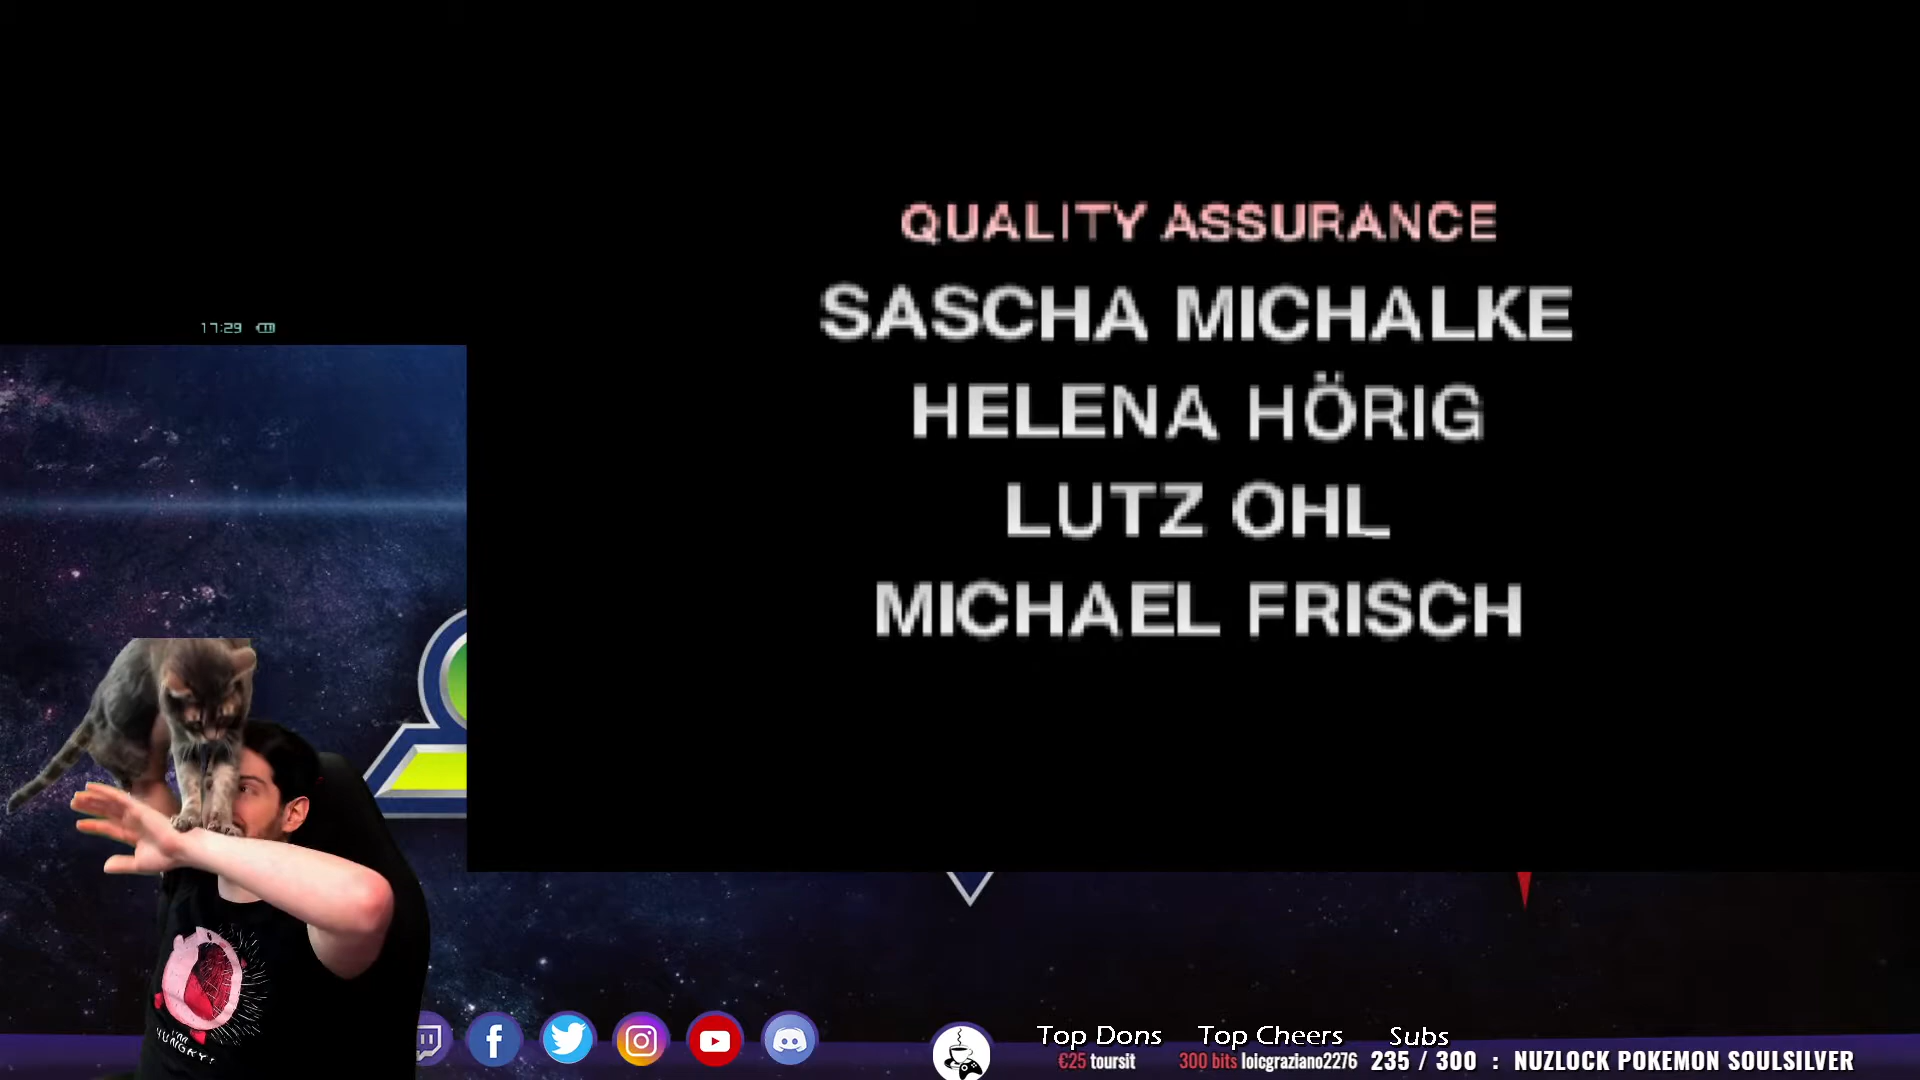 QUALITY ASSURANCE
SASCHA MICHALKE
HELENA HÖRIG
LUTZ OHL
MICHAEL FRISCH
17:29
I'M
HUNGRY!
Top Dons Top Cheers Subs
€25 toursit 300 bits loicgraziano2276 235 / 300 : NUZLOCK POKEMON SOULSILVER